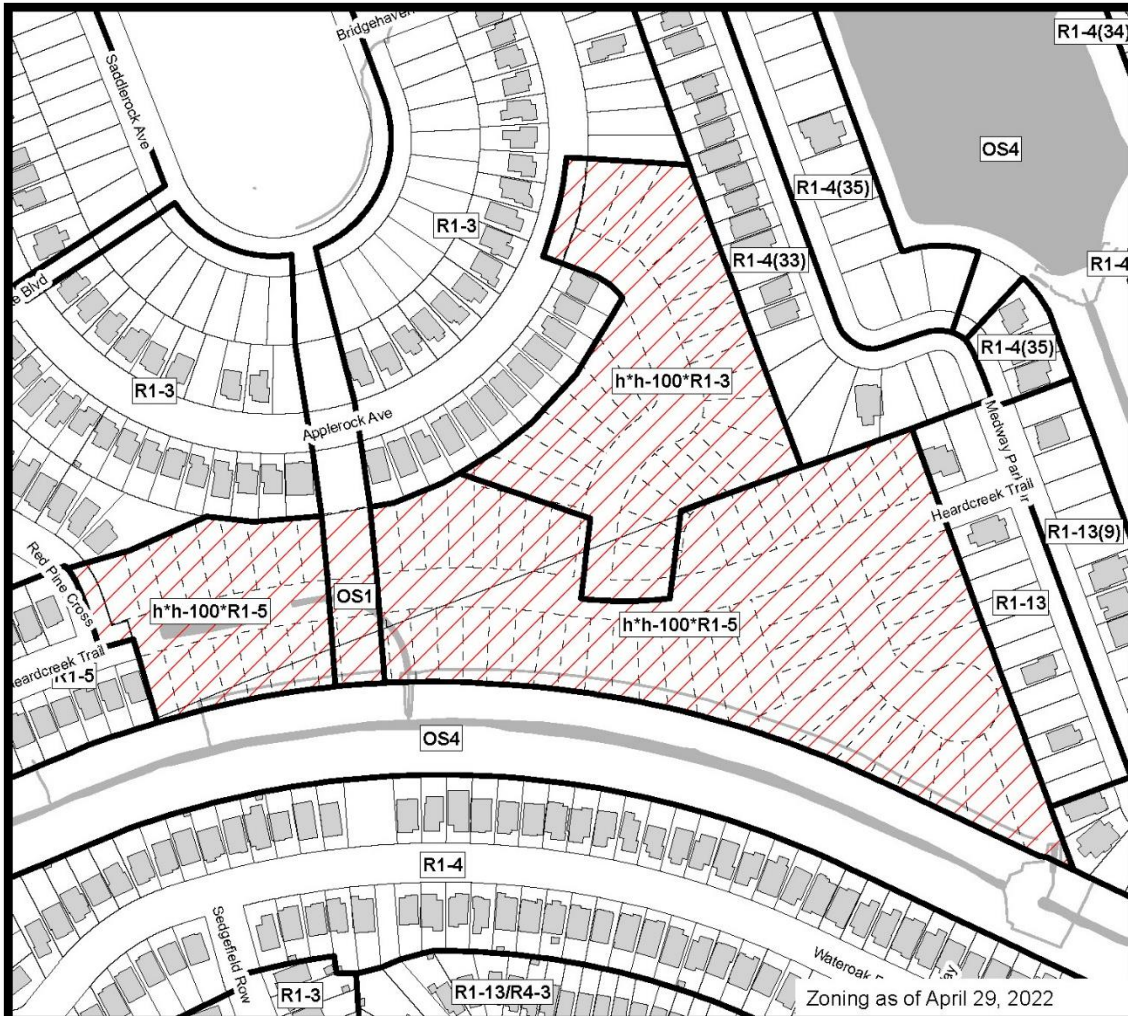 Bridgehaven
R1-4(34)
Saddlerock Ave
OS4
R1-4(35)
R1-3
R1-4(33)
R1-4
Blvd
R1-4(35)
h*h-100*R1-3
R1-3
Applerock Ave
Heardcreek Trail
R1-13(9)
Red Pine Cross
OS1
h*h-100*R1-5
R1-13
h*h-100*R1-5
Heardcreek Trail
R1-5
OS4
R1-4
Sedgefield Row
Wateroak
R1-3
R1-13/R4-3
Zoning as of April 29, 2022